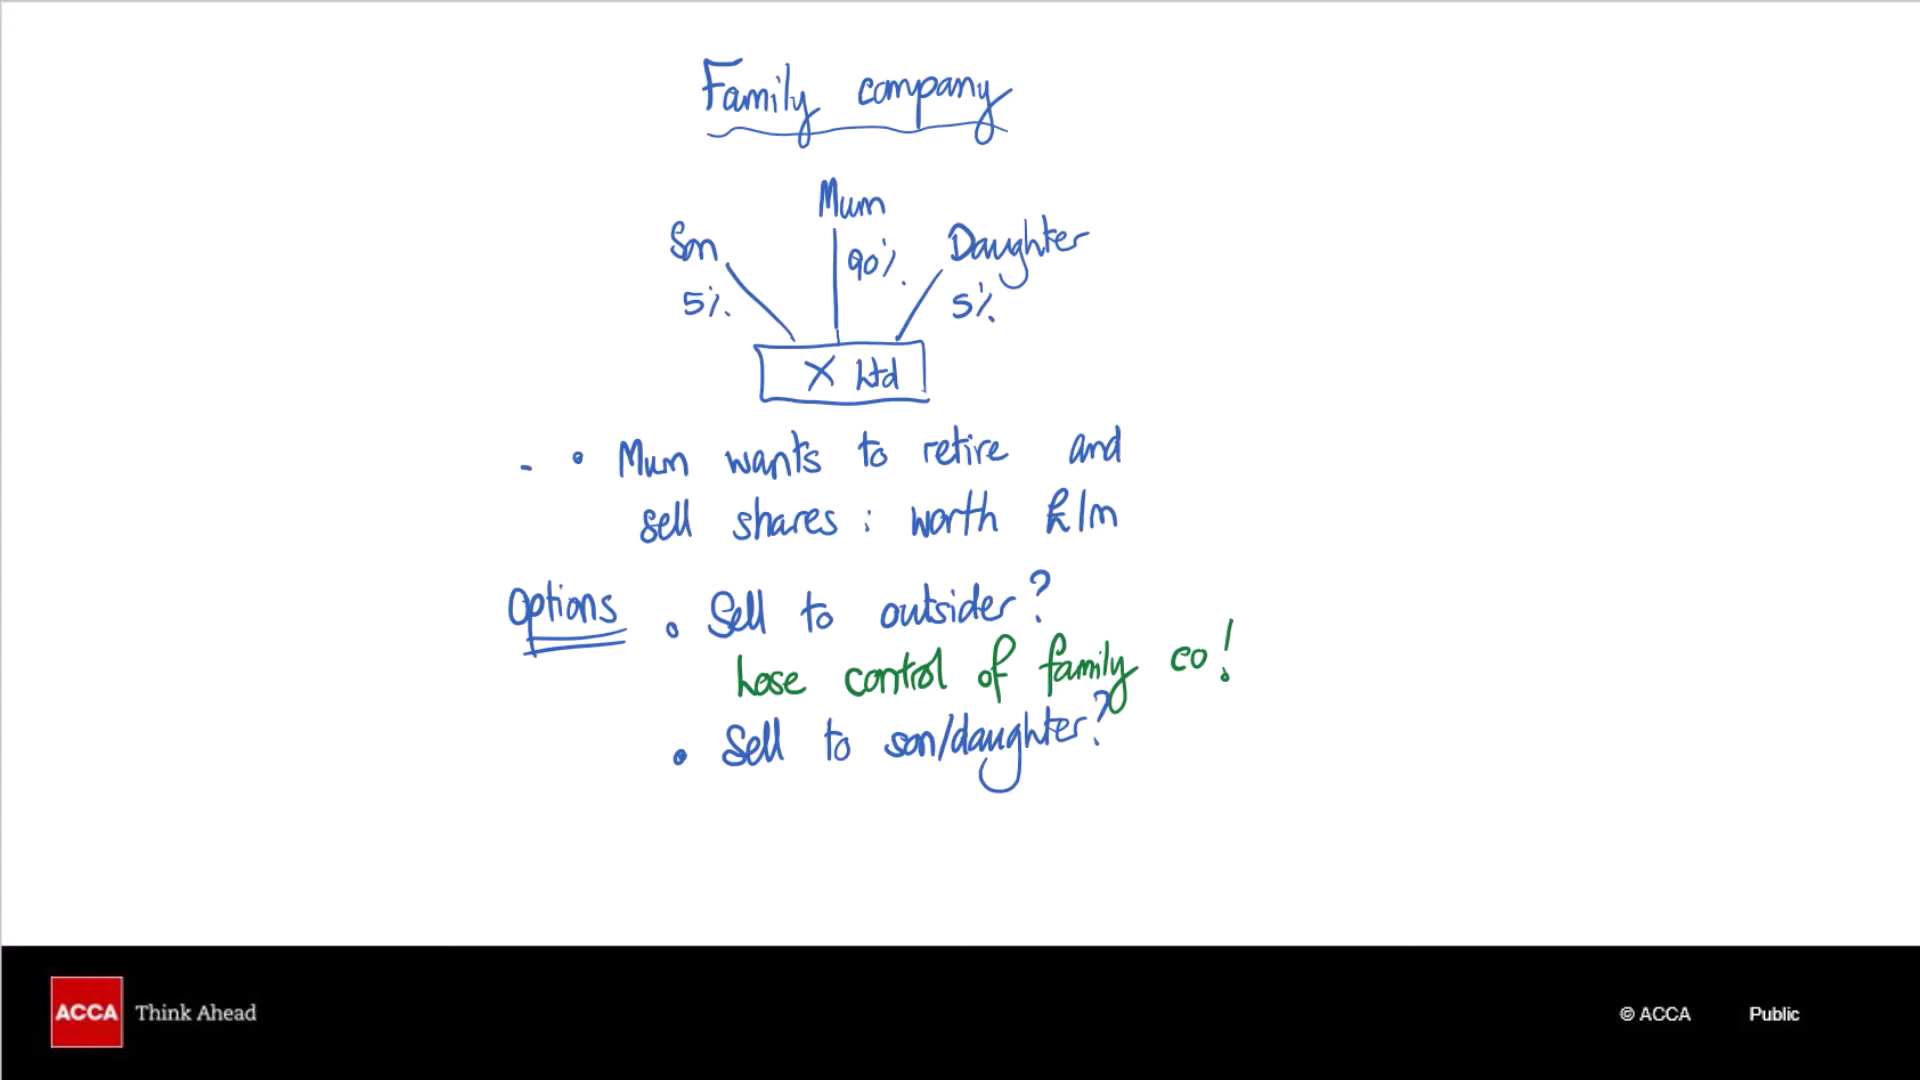 Family company
Mum
Son
90%
Daughter
5%
5%
X Ltd
- • Mum wants to retire and
sell shares : worth £1m
Options • Sell to outsider?
Lose control of family co!
• Sell to son/daughter?
ACCA Think Ahead
© ACCA Public